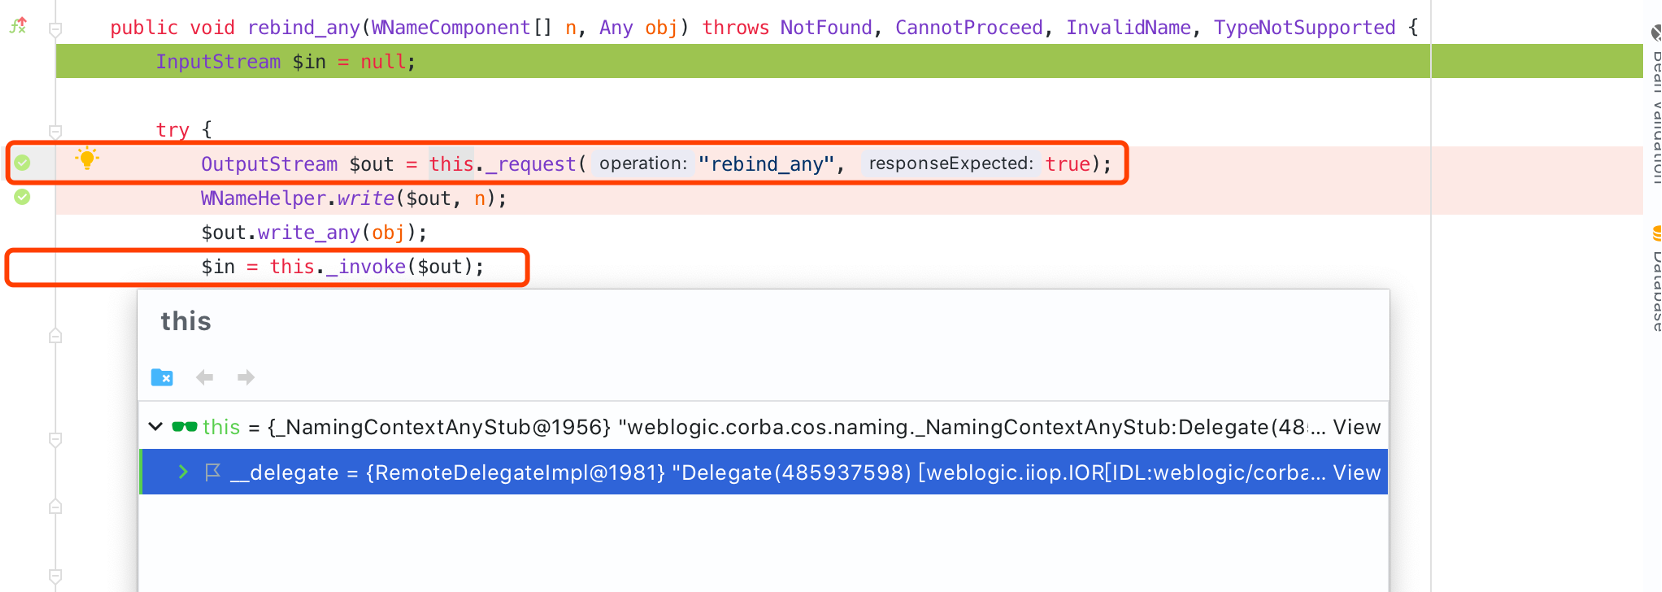 public void rebind_any(WNameComponent[] n, Any obj) throws NotFound, CannotProceed, InvalidName, TypeNotSupported {
InputStream $in = null;
try {
OutputStream $out = this._request( operation: "rebind_any", responseExpected: true);
WNameHelper.write($out, n);
$out.write_any(obj);
$in = this._invoke($out);
this
this = {_NamingContextAnyStub@1956} "weblogic.corba.cos.naming._NamingContextAnyStub:Delegate(48... View
__delegate = {RemoteDelegateImpl@1981} "Delegate(485937598) [weblogic.iiop.IOR[IDL:weblogic/corba... View
Bean Validation
Database